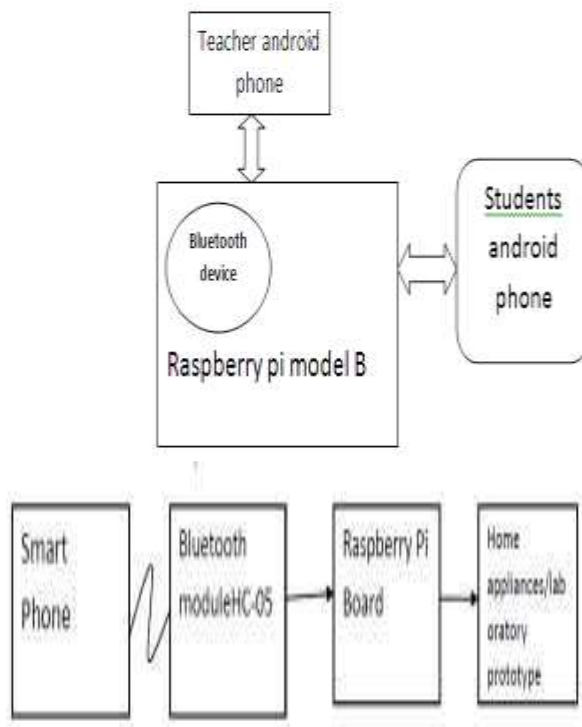 Teacher android
phone
Bluetooth
device
Raspberry pi model B
Students
android
phone
Smart
Phone
Bluetooth
moduleHC-05
Raspberry Pi
Board
Home
appliances/lab
oratory
prototype